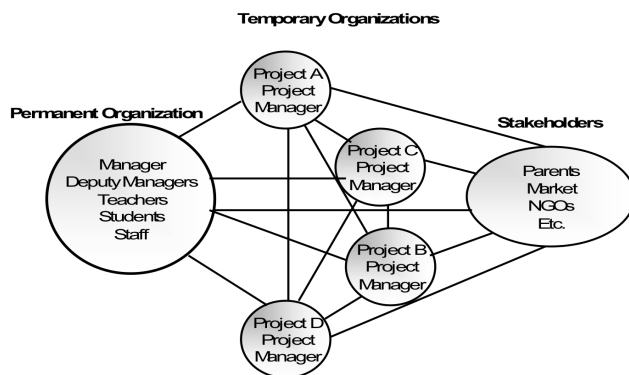 Temporary Organizations
Project A
Project
Manager
Permanent Organization
Stakeholders
Manager
Deputy Managers
Teachers
Students
Staff
Project C
Project
Manager
Parents
Market
NGOs
Etc.
Project B
Project
Manager
Project D
Project
Manager